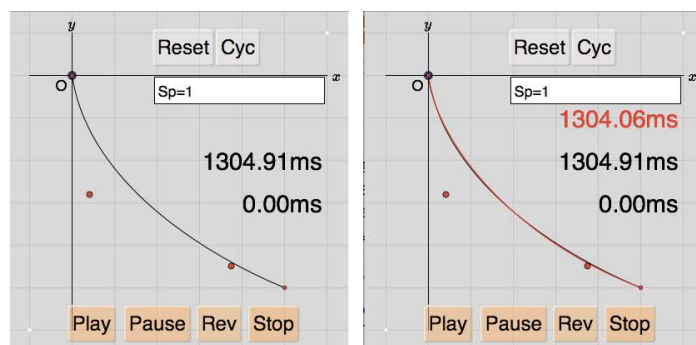 y
Reset Cyc
x
O
Sp=1
1304.91ms
0.00ms
Play Pause Rev Stop
y
Reset Cyc
x
O
Sp=1
1304.06ms
1304.91ms
0.00ms
Play Pause Rev Stop